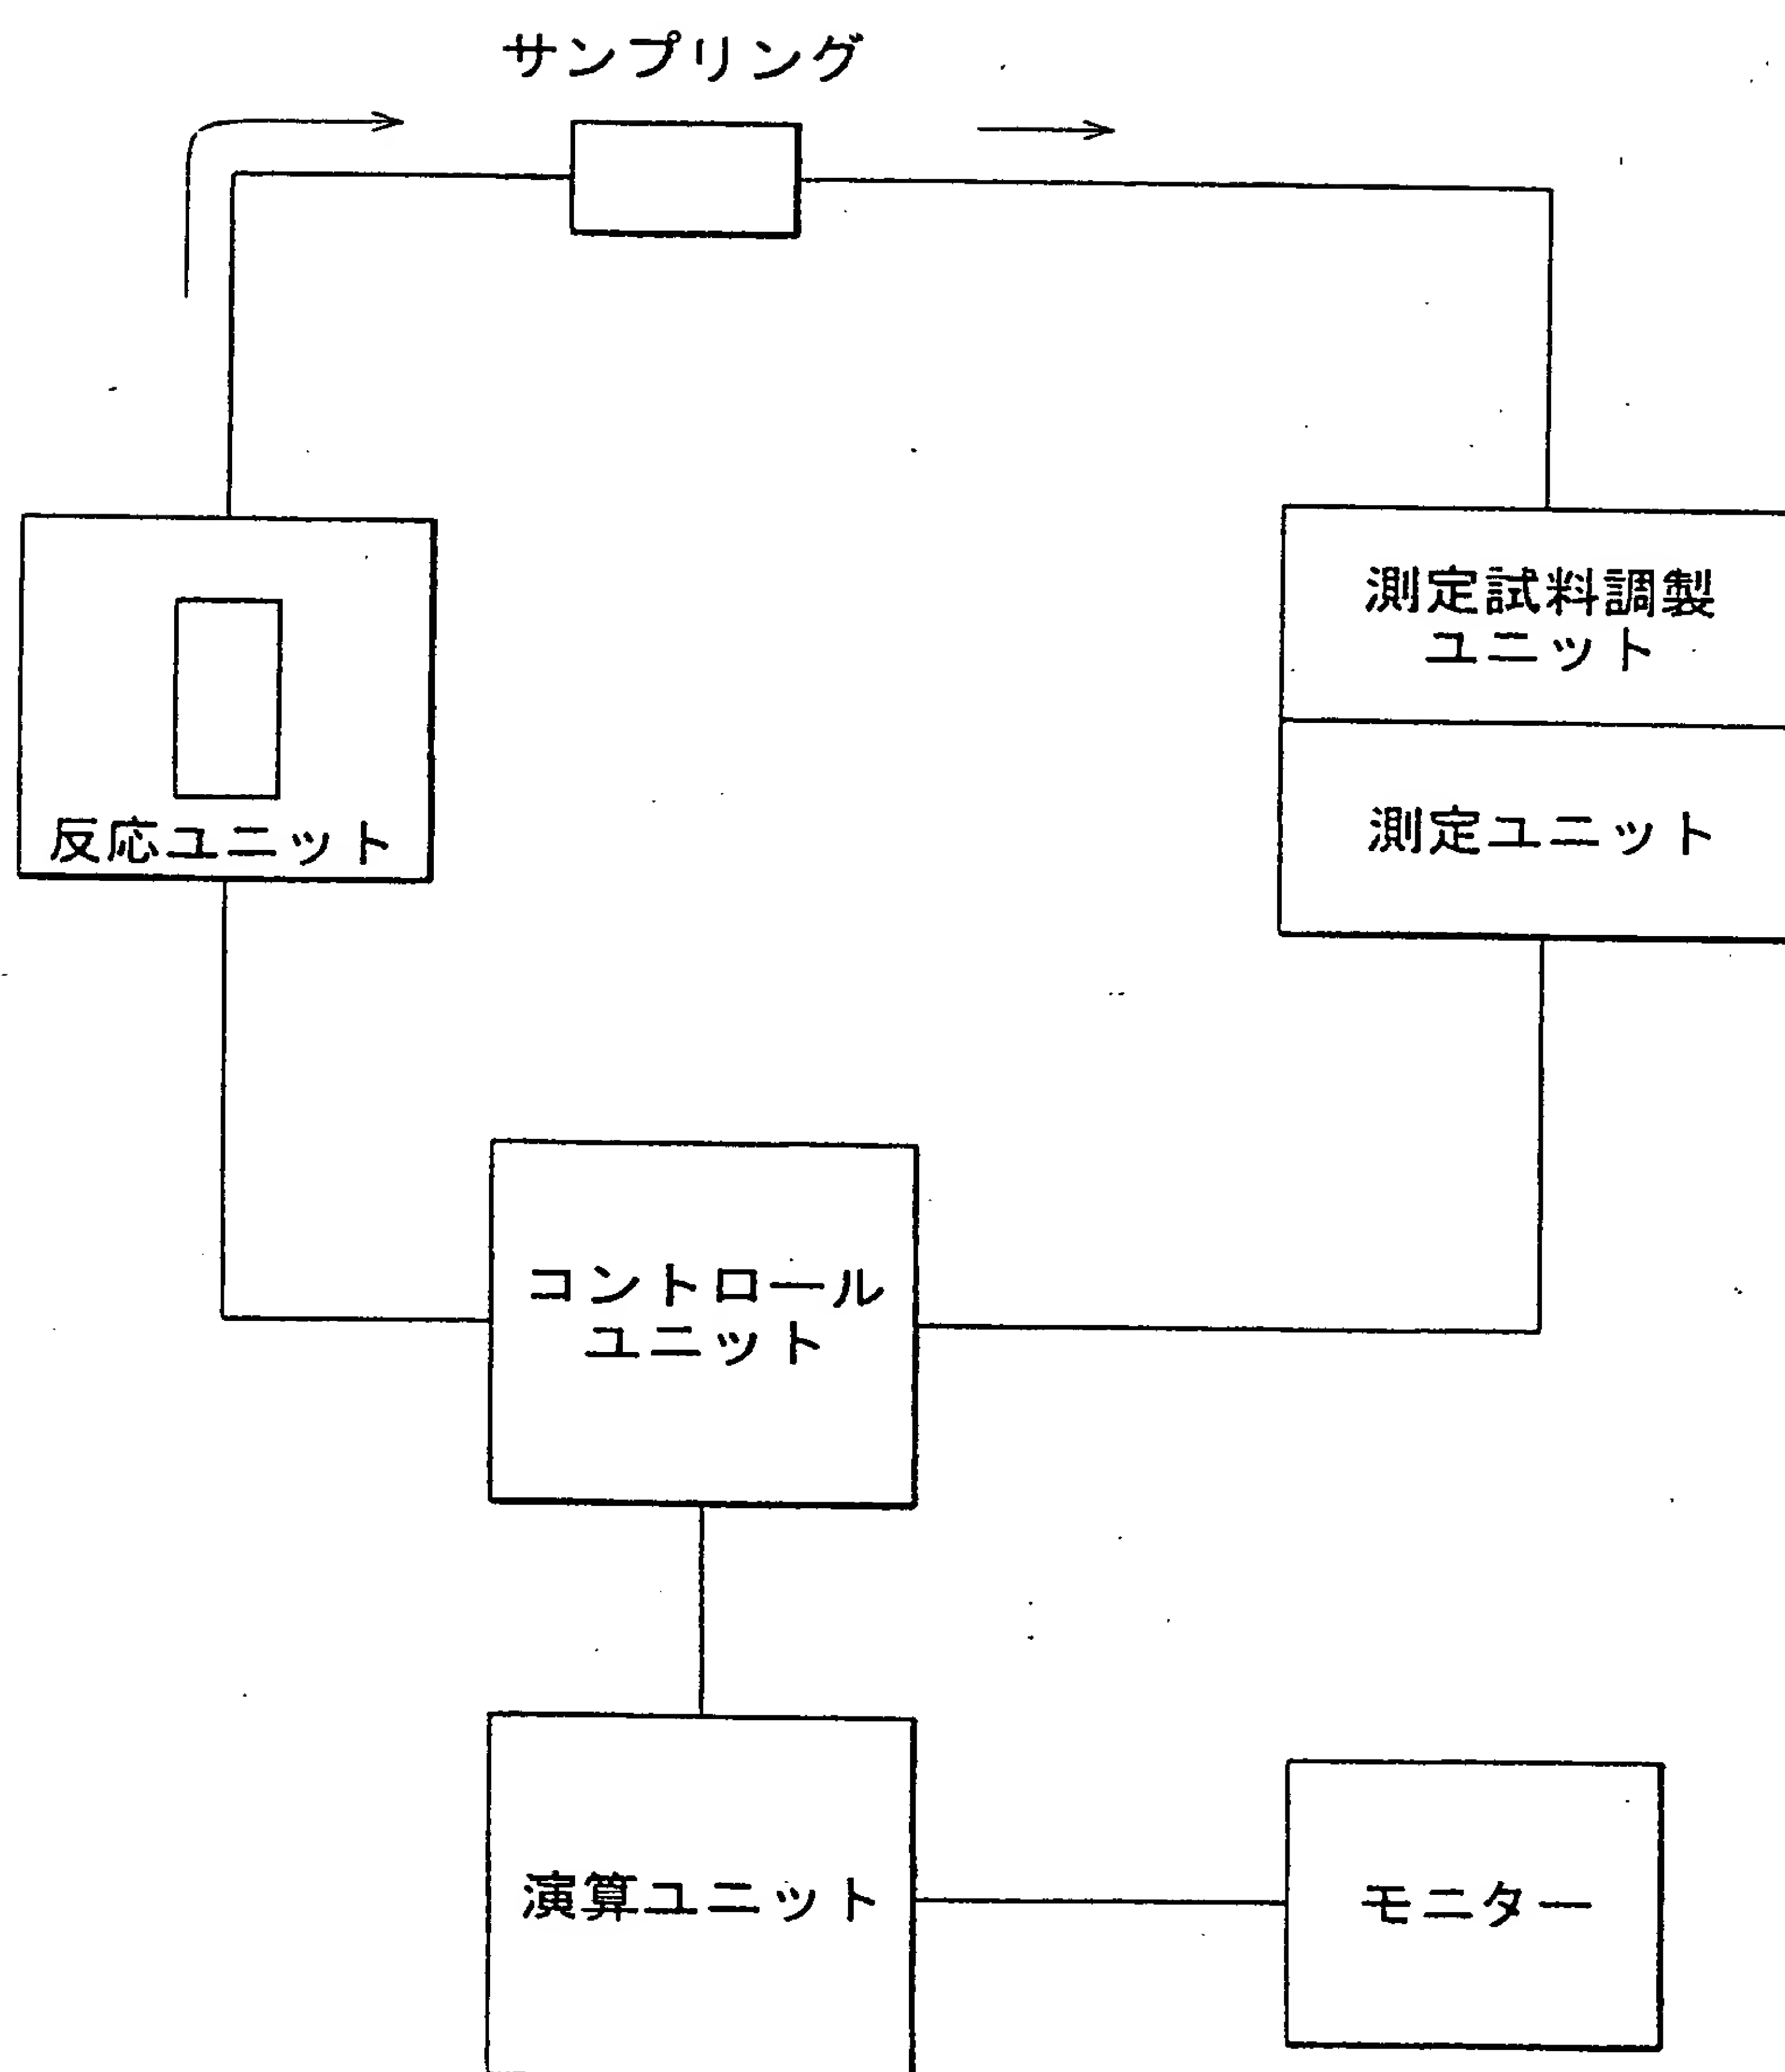 サンプリング
測定試料調製
ユニット
反応ユニット
測定ユニット
コントロール
ユニット
演算ユニット
モニター